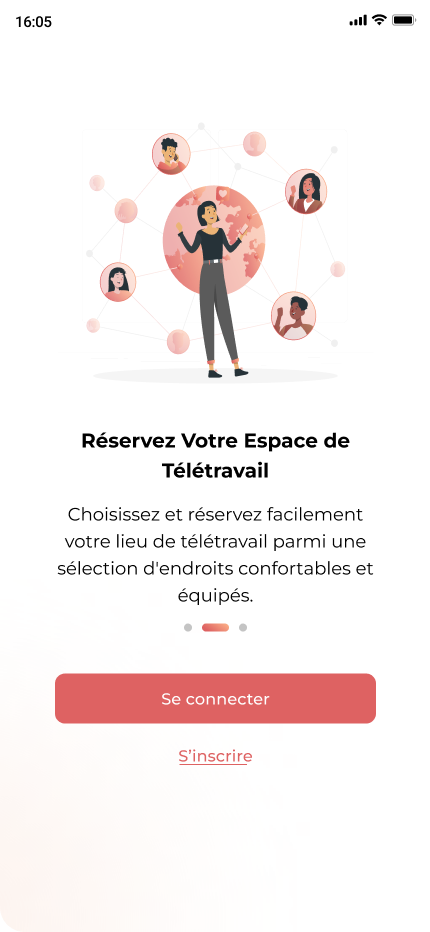 16:05
Réservez Votre Espace de
Télétravail
Choisissez et réservez facilement
votre lieu de télétravail parmi une
sélection d'endroits confortables et
équipés.
Se connecter
S’inscrire